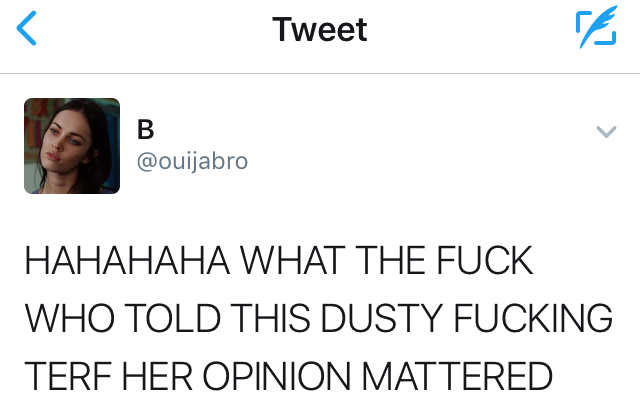 Tweet
B
@ouijabro
HAHAHAHA WHAT THE FUCK
WHO TOLD THIS DUSTY FUCKING
TERF HER OPINION MATTERED